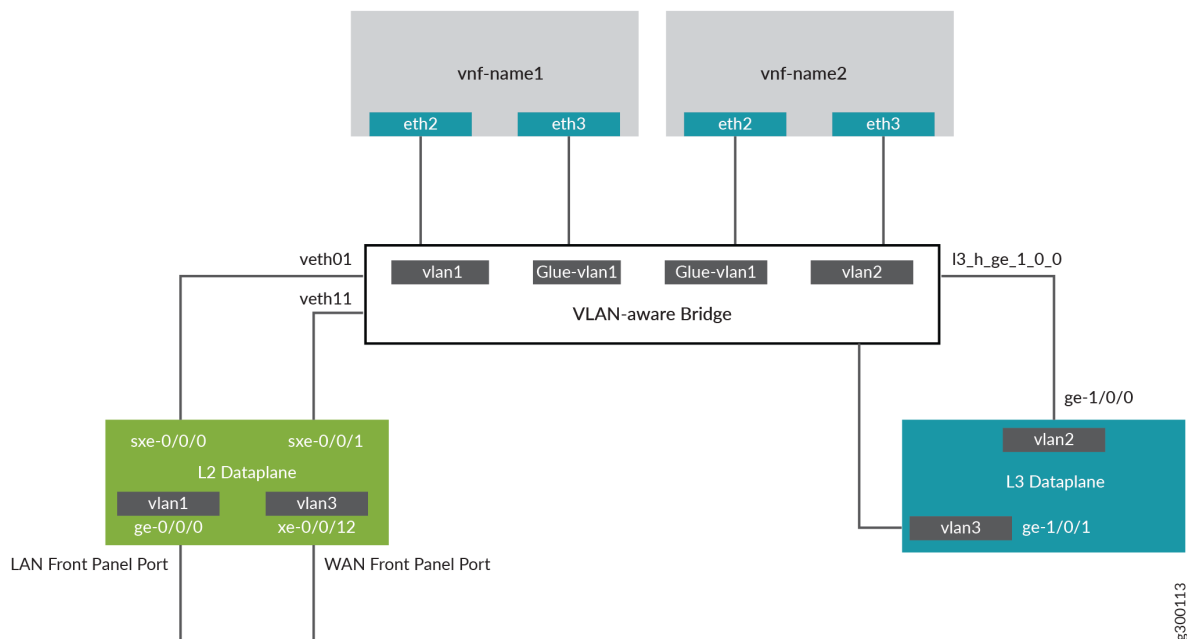 vnf-name1
vnf-name2
eth2
eth3
eth2
eth3
veth01
l3_h_ge_1_0_0
vlan1
Glue-vlan1
Glue-vlan1
vlan2
veth11
VLAN-aware Bridge
ge-1/0/0
sxe-0/0/0
sxe-0/0/1
vlan2
L2 Dataplane
L3 Dataplane
vlan1
vlan3
ge-0/0/0
xe-0/0/12
vlan3
ge-1/0/1
LAN Front Panel Port
WAN Front Panel Port
g300113